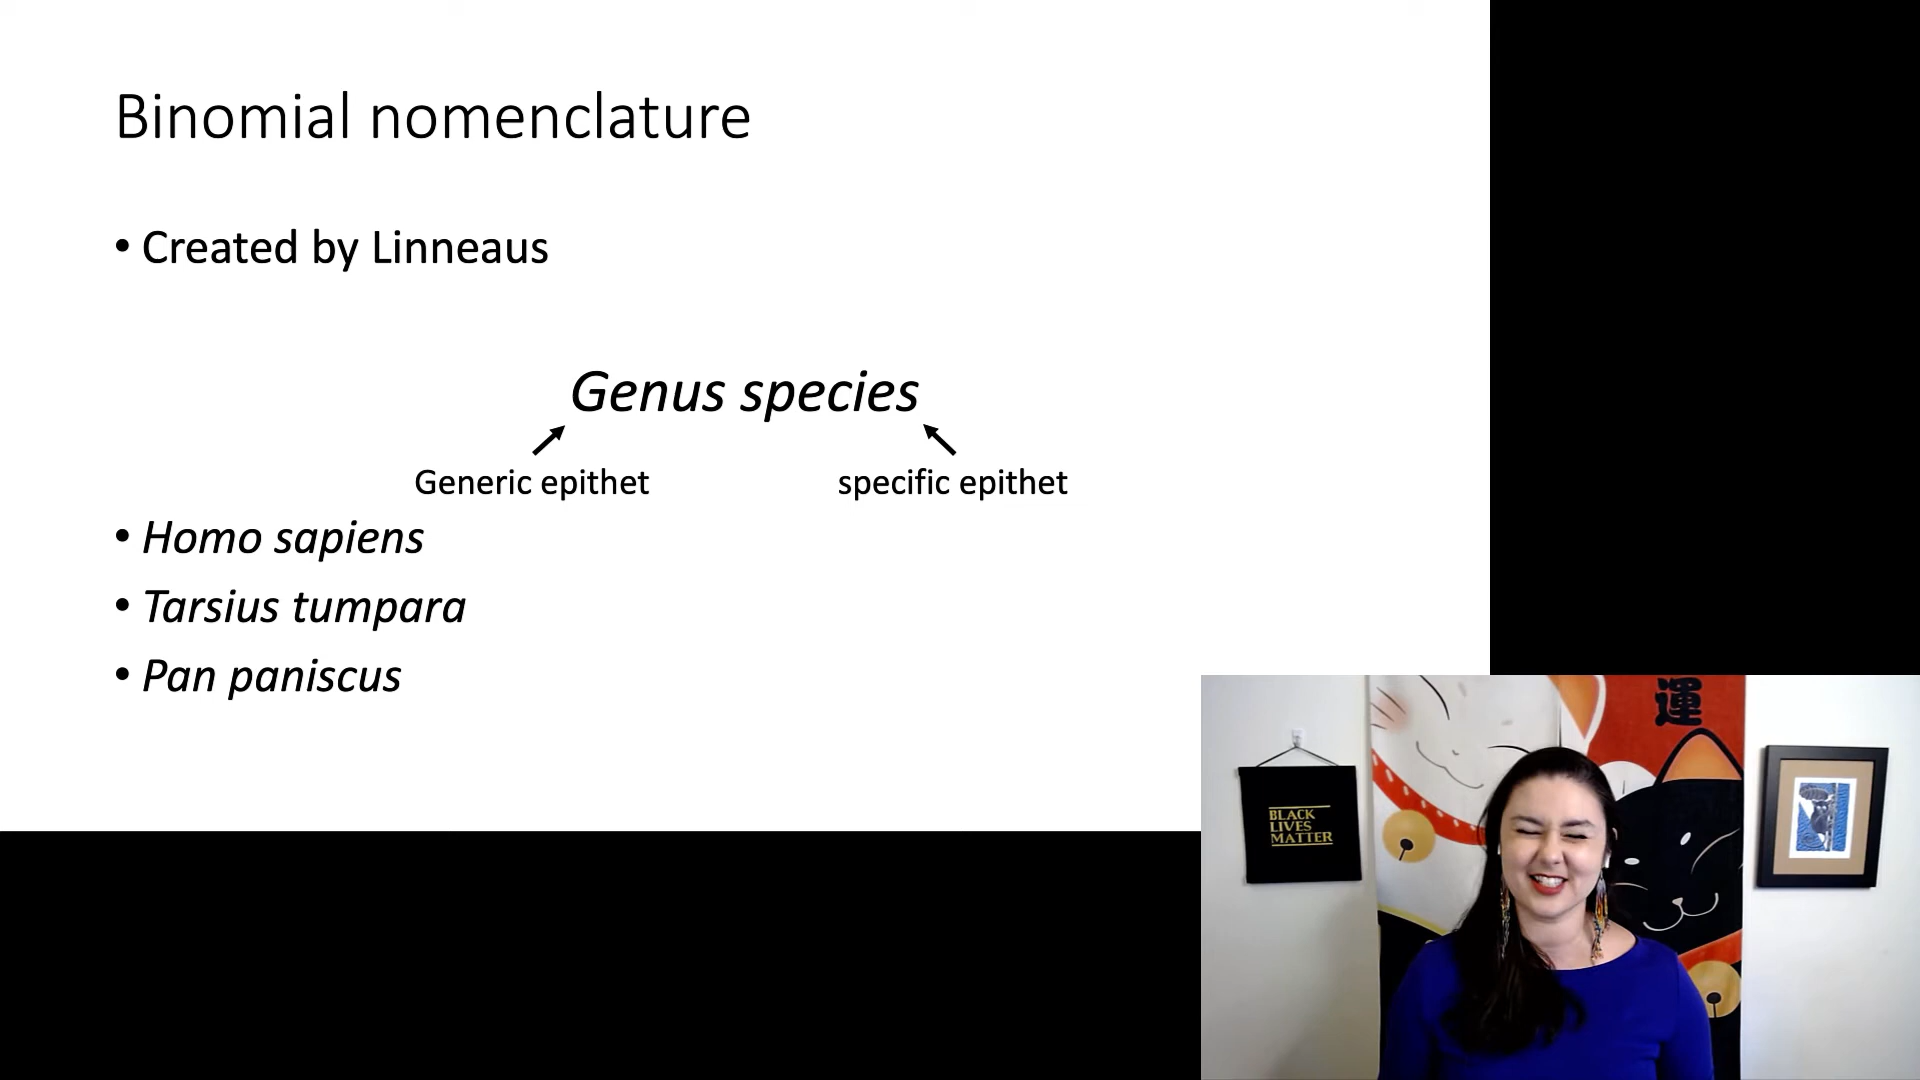 Binomial nomenclature
• Created by Linneaus
Genus species
Generic epithet specific epithet
• Homo sapiens
• Tarsius tumpara
• Pan paniscus
運
BLACK
LIVES
MATTER